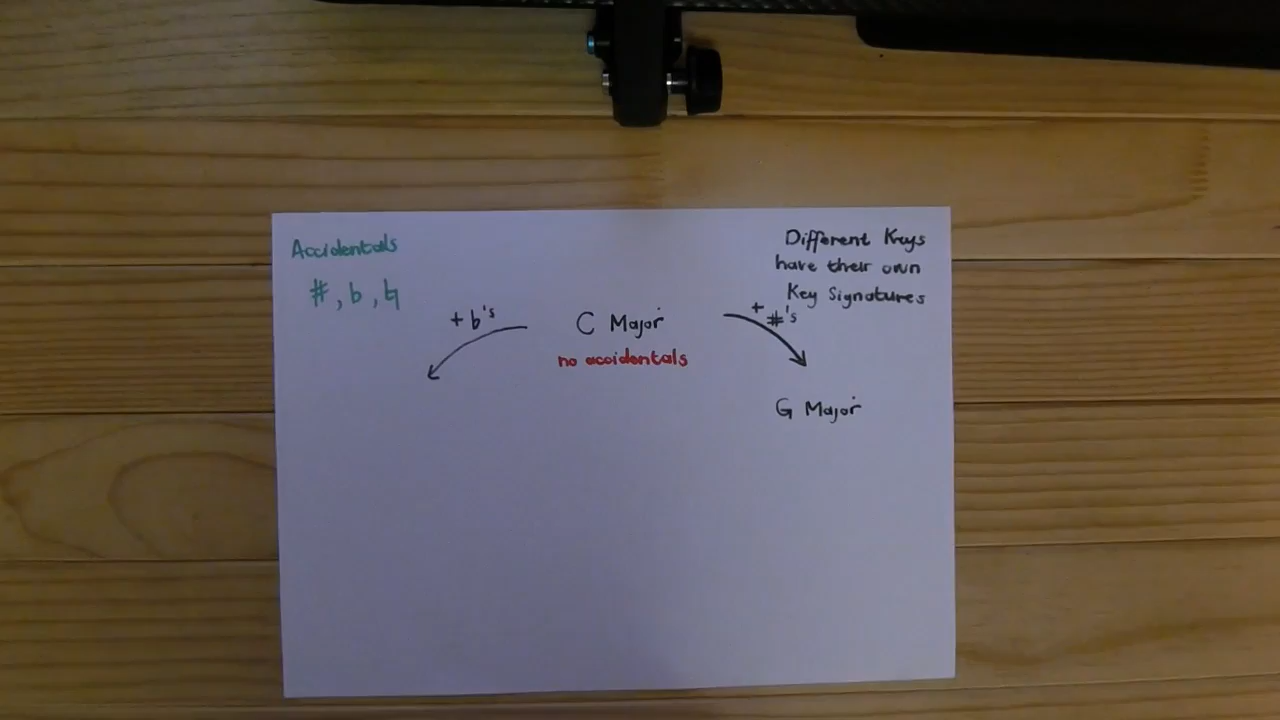 Accidentals
#, b, ♮
Different Keys
have their own
Key Signatures
+ b's
C Major
no accidentals
+ #'s
G Major